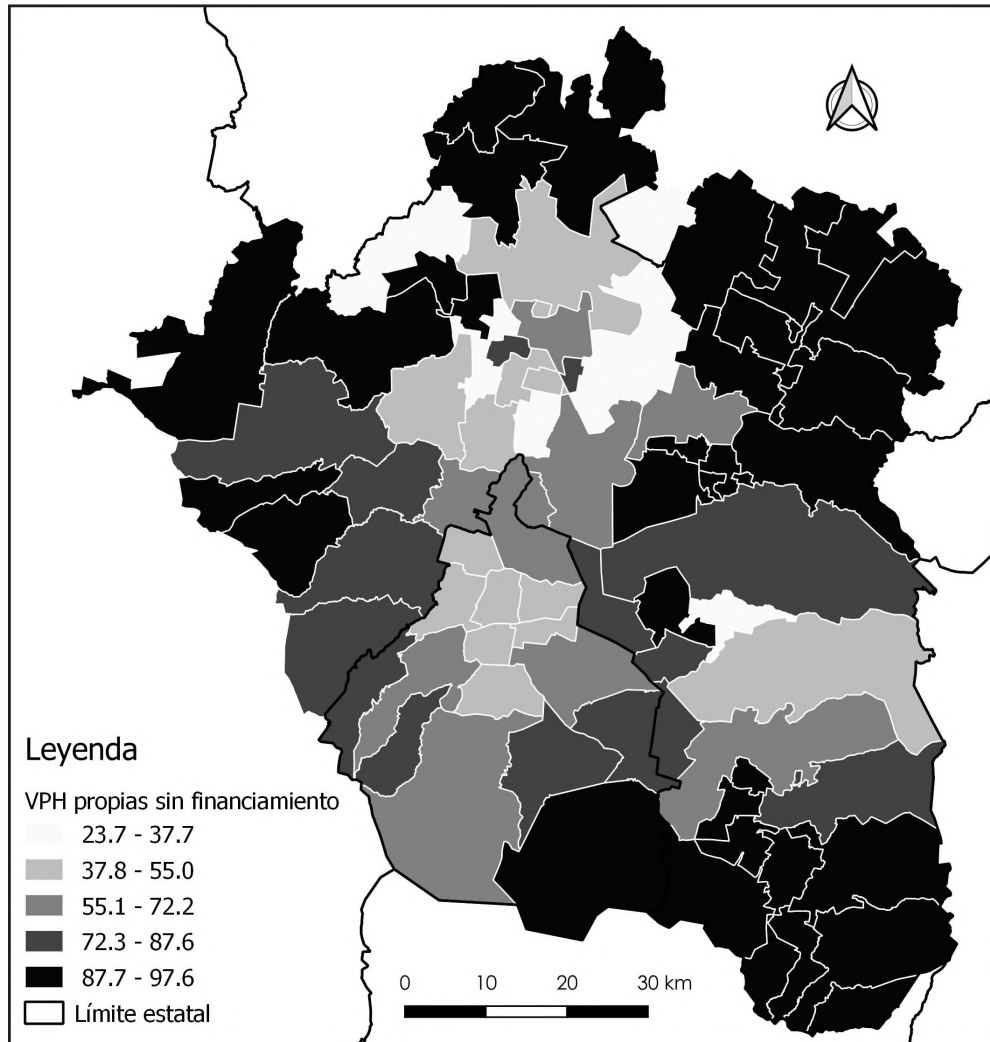 Leyenda
VPH propias sin financiamiento
23.7 - 37.7
37.8 - 55.0
55.1 - 72.2
72.3 - 87.6
87.7 - 97.6
Límite estatal
0 10 20 30 km